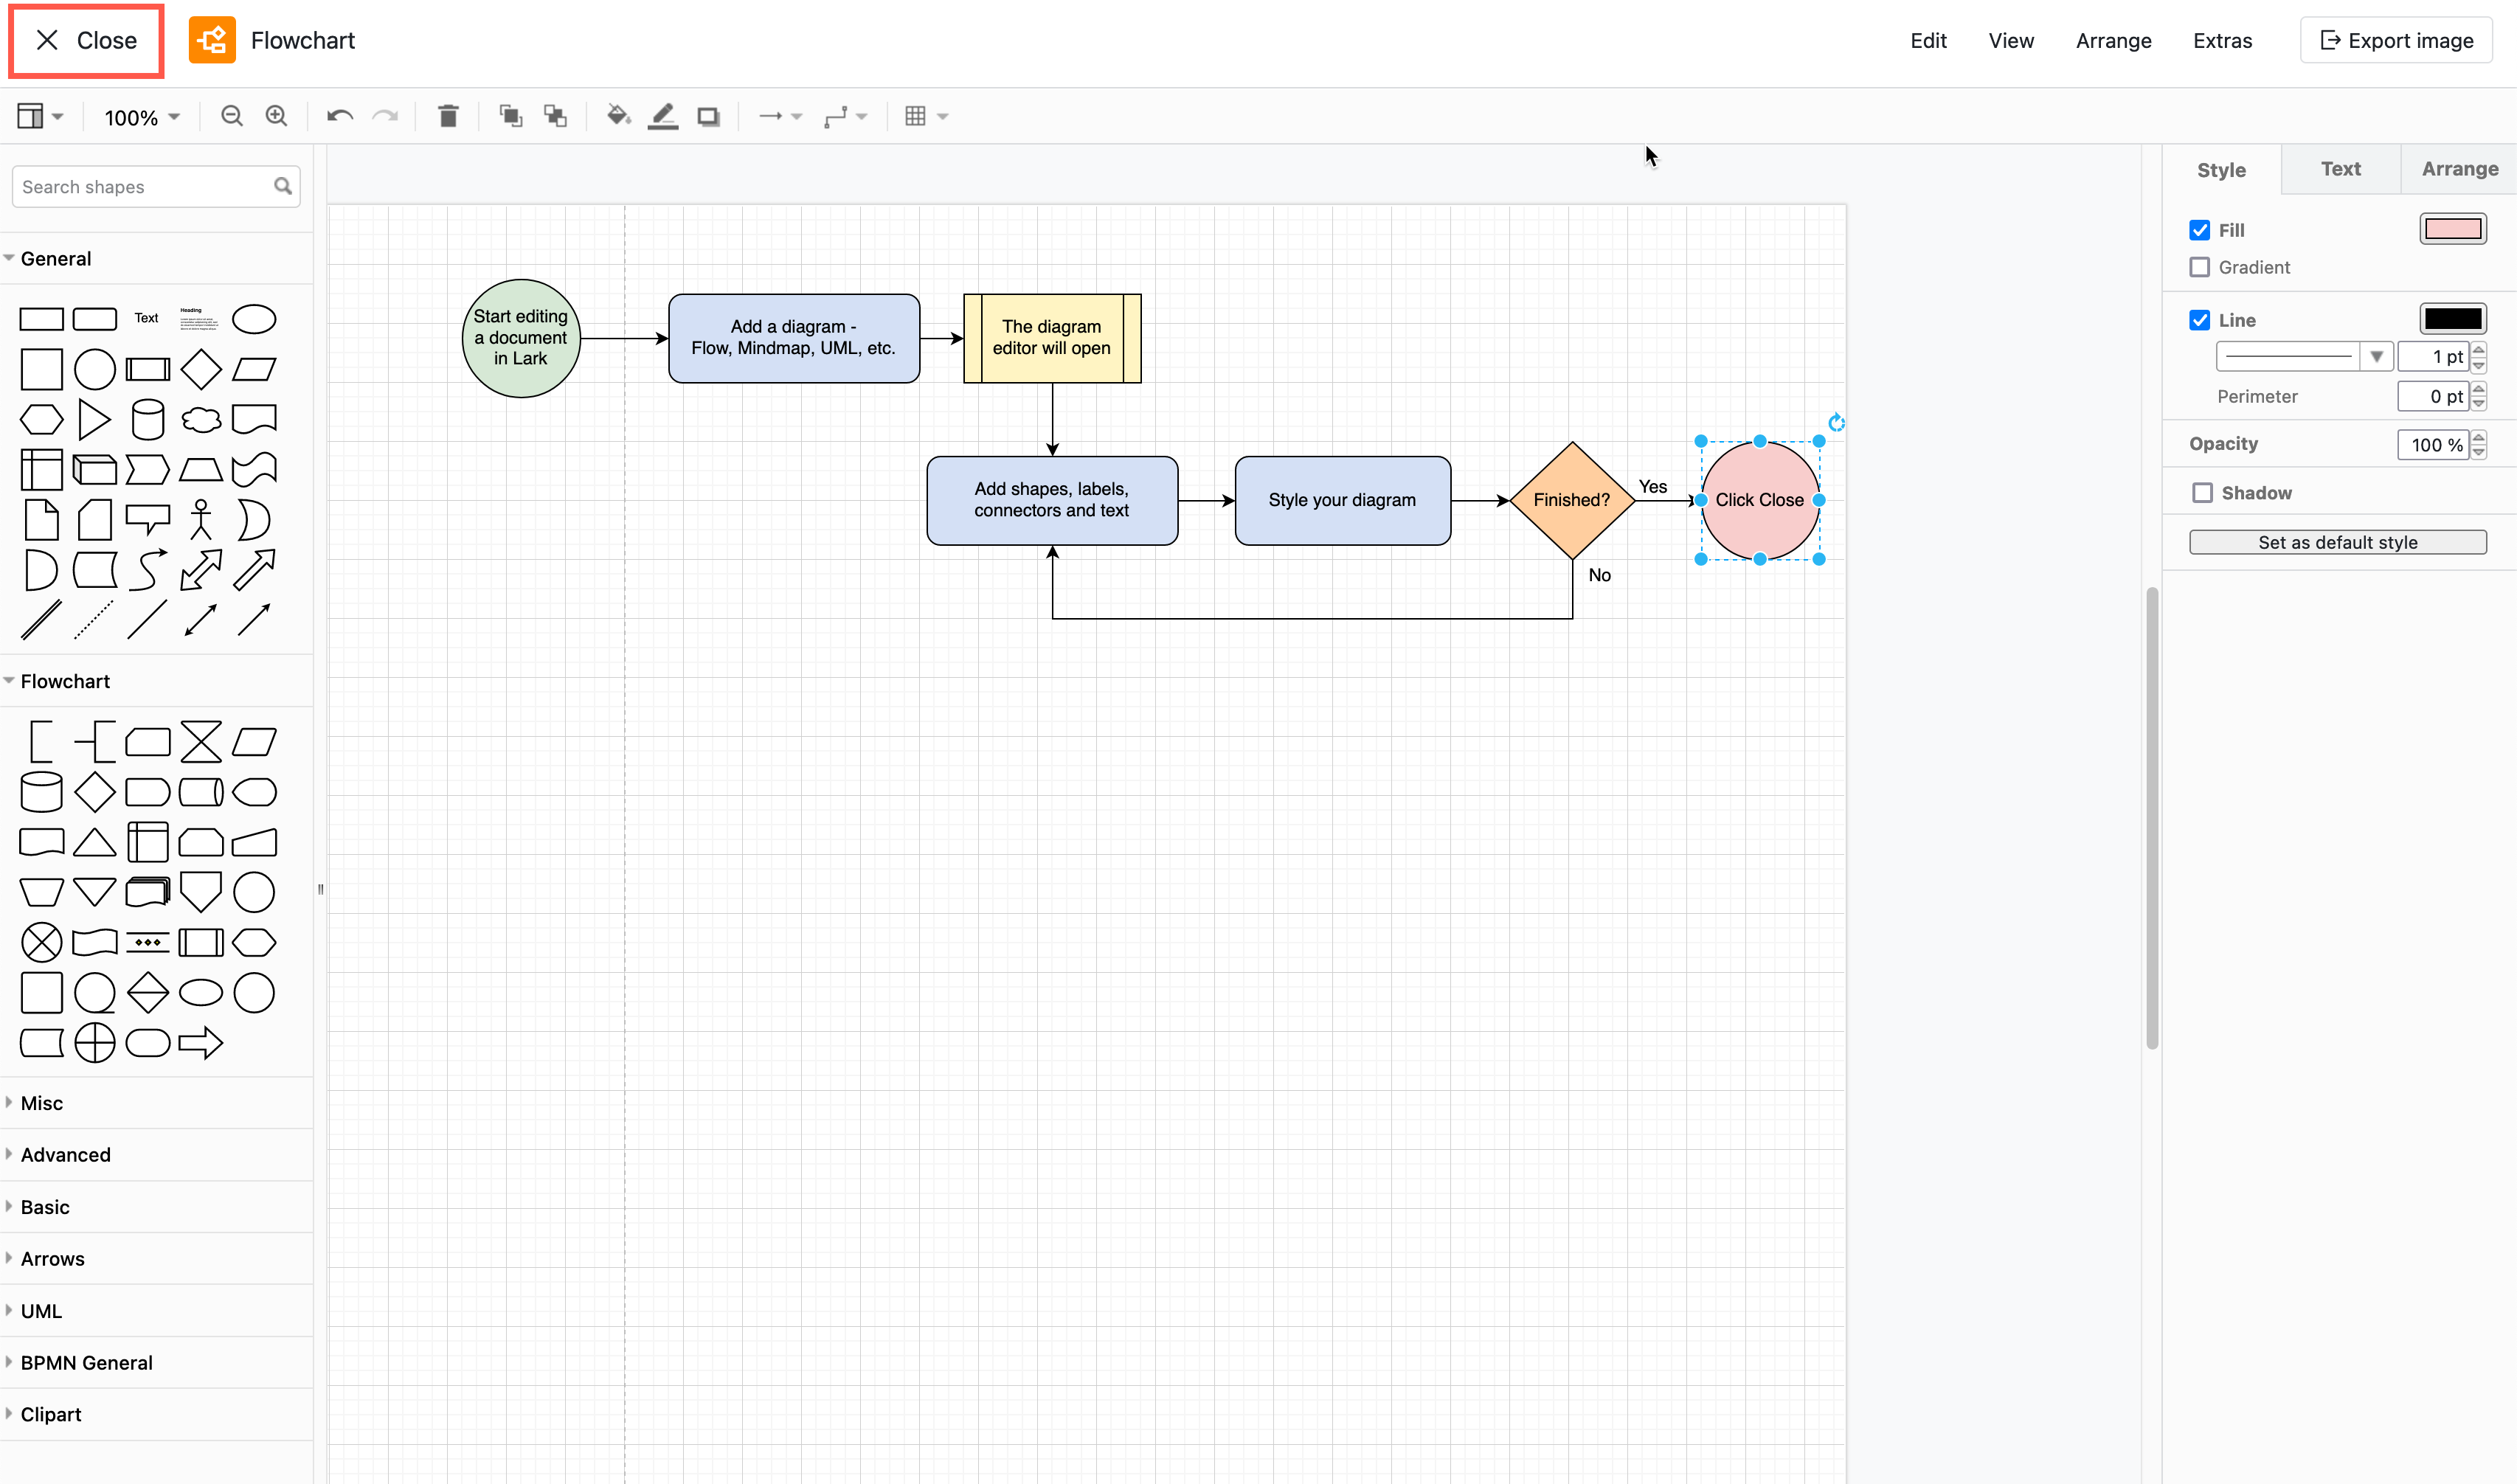 Close
Flowchart
Edit
View
Arrange
Extras
Export image
100%
Search shapes
General
Text
Heading
Flowchart
Misc
Advanced
Basic
Arrows
UML
BPMN General
Clipart
Start editing
a document
in Lark
Add a diagram -
Flow, Mindmap, UML, etc.
The diagram
editor will open
Add shapes, labels,
connectors and text
Style your diagram
Finished?
Yes
No
Click Close
Style
Text
Arrange
Fill
Gradient
Line
1 pt
Perimeter
0 pt
Opacity
100 %
Shadow
Set as default style